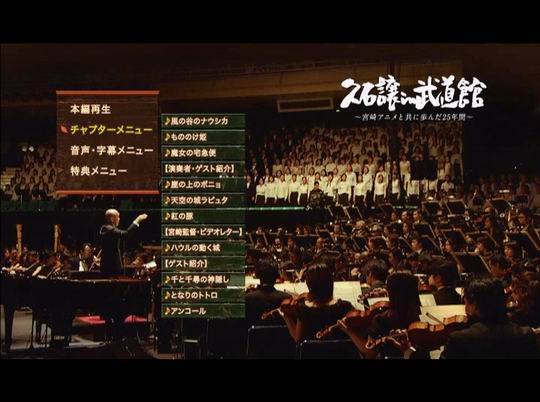 久石譲in武道館
～宮崎アニメと共に歩んだ25年間～
本編再生
チャプターメニュー
音声・字幕メニュー
特典メニュー
♪風の谷のナウシカ
♪もののけ姫
♪魔女の宅急便
【演奏者・ゲスト紹介】
♪崖の上のポニョ
♪天空の城ラピュタ
♪紅の豚
【宮崎監督・ビデオレター】
♪ハウルの動く城
【ゲスト紹介】
♪千と千尋の神隠し
♪となりのトトロ
♪アンコール